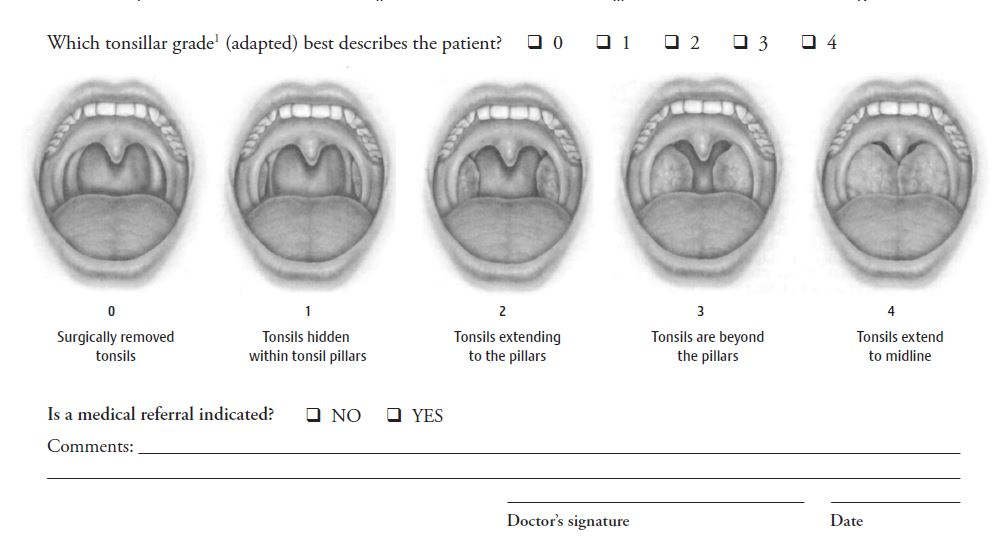 Which tonsillar grade¹ (adapted) best describes the patient? ❏ 0 ❏ 1 ❏ 2 ❏ 3 ❏ 4
0 1 2 3 4
Surgically removed tonsils
Tonsils hidden within tonsil pillars
Tonsils extending to the pillars
Tonsils are beyond the pillars
Tonsils extend to midline
Is a medical referral indicated? ❏ NO ❏ YES
Comments:
Doctor's signature
Date